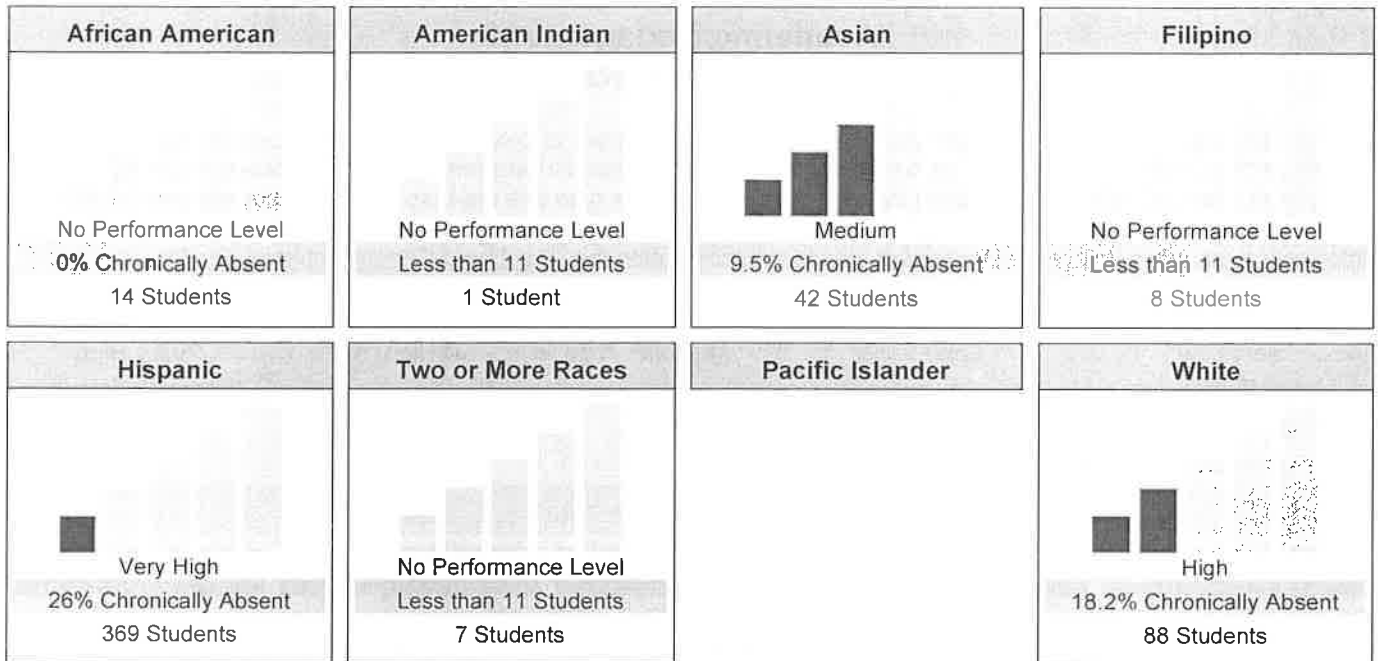 African American
No Performance Level
0% Chronically Absent
14 Students
American Indian
No Performance Level
Less than 11 Students
1 Student
Asian
Medium
9.5% Chronically Absent
42 Students
Filipino
No Performance Level
Less than 11 Students
8 Students
Hispanic
Very High
26% Chronically Absent
369 Students
Two or More Races
No Performance Level
Less than 11 Students
7 Students
Pacific Islander
White
High
18.2% Chronically Absent
88 Students